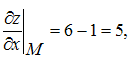 ∂z/∂x|_M = 6 − 1 = 5,